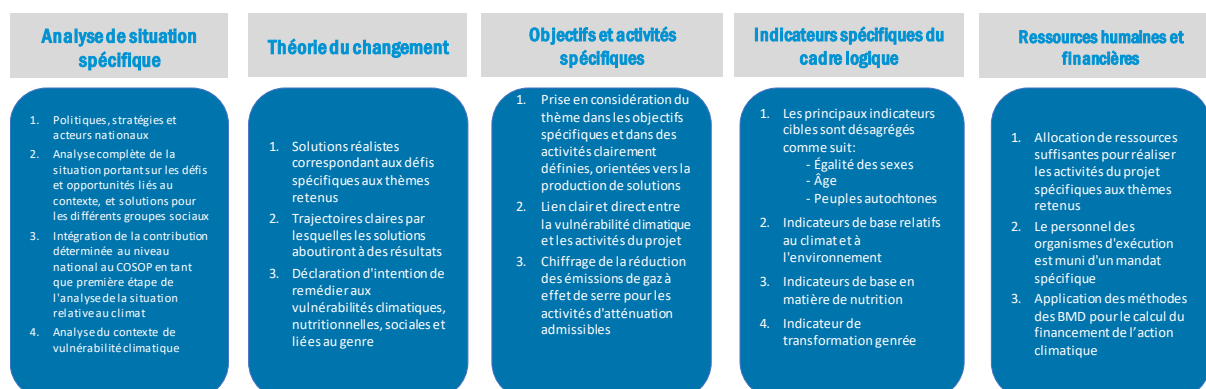 Analyse de situation
spécifique
1. Politiques, stratégies et
acteurs nationaux
2. Analyse complète de la
situation portant sur les défis
et opportunités liés au
contexte, et solutions pour
les différents groupes sociaux
3. Intégration de la contribution
déterminée au niveau
national au COSOP en tant
que première étape de
l'analyse de la situation
relative au climat
4. Analyse du contexte de
vulnérabilité climatique
Théorie du changement
1. Solutions réalistes
correspondant aux défis
spécifiques aux thèmes
retenus
2. Trajectoires claires par
lesquelles les solutions
aboutiront à des résultats
3. Déclaration d'intention de
remédier aux
vulnérabilités climatiques,
nutritionnelles, sociales et
liées au genre
Objectifs et activités
spécifiques
1. Prise en considération du
thème dans les objectifs
spécifiques et dans des
activités clairement
définies, orientées vers la
production de solutions
2. Lien clair et direct entre
la vulnérabilité climatique
et les activités du projet
3. Chiffrage de la réduction
des émissions de gaz à
effet de serre pour les
activités d'atténuation
admissibles
Indicateurs spécifiques du
cadre logique
1. Les principaux indicateurs
cibles sont désagrégés
comme suit:
- Égalité des sexes
- Âge
- Peuples autochtones
2. Indicateurs de base relatifs
au climat et à
l'environnement
3. Indicateurs de base en
matière de nutrition
4. Indicateur de
transformation genrée
Ressources humaines et
financières
1. Allocation de ressources
suffisantes pour réaliser
les activités du projet
spécifiques aux thèmes
retenus
2. Le personnel des
organismes d'exécution
est muni d'un mandat
spécifique
3. Application des méthodes
des BMD pour le calcul du
financement de l'action
climatique